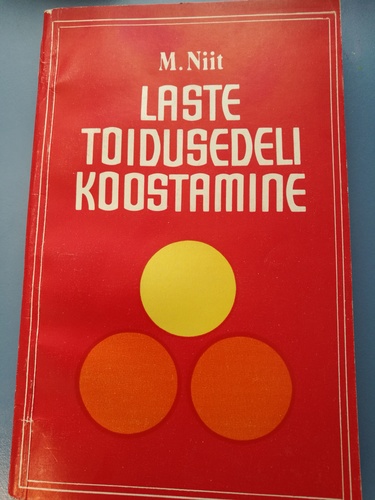 M. Niit
LASTE
TOIDUSEDELI
KOOSTAMINE